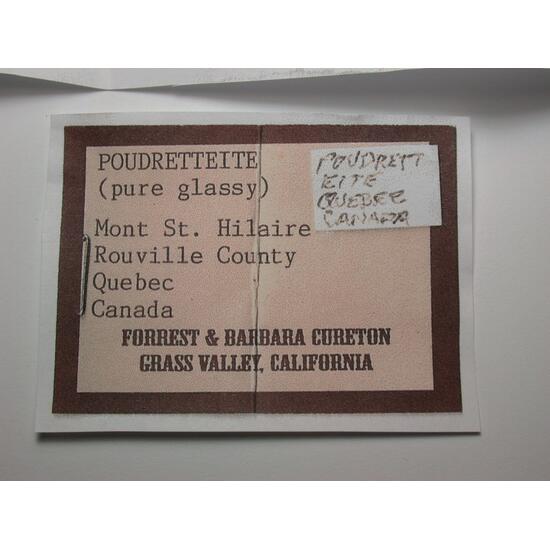 POUDRETTEITE
(pure glassy)
POUDRETT
EITE
QUEBEC
CANADA
Mont St. Hilaire
Rouville County
Quebec
Canada
FORREST & BARBARA CURETON
GRASS VALLEY, CALIFORNIA